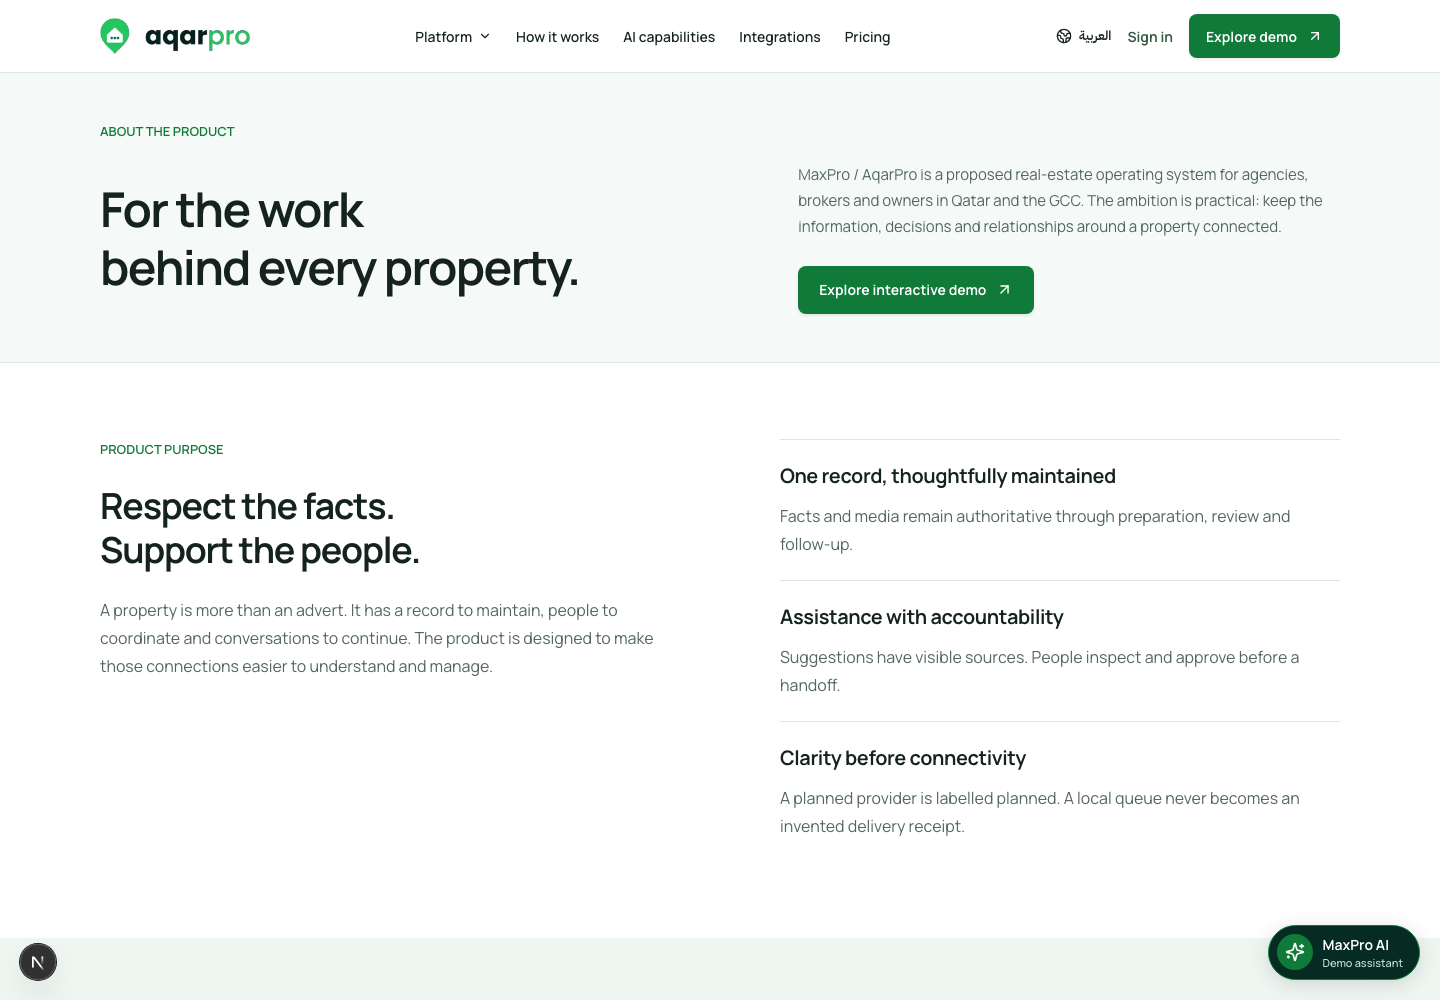 aqarpro
Platform
How it works
AI capabilities
Integrations
Pricing
العربية
Sign in
Explore demo
ABOUT THE PRODUCT
For the work
behind every property.
MaxPro / AqarPro is a proposed real-estate operating system for agencies,
brokers and owners in Qatar and the GCC. The ambition is practical: keep the
information, decisions and relationships around a property connected.
Explore interactive demo
PRODUCT PURPOSE
Respect the facts.
Support the people.
A property is more than an advert. It has a record to maintain, people to
coordinate and conversations to continue. The product is designed to make
those connections easier to understand and manage.
One record, thoughtfully maintained
Facts and media remain authoritative through preparation, review and
follow-up.
Assistance with accountability
Suggestions have visible sources. People inspect and approve before a
handoff.
Clarity before connectivity
A planned provider is labelled planned. A local queue never becomes an
invented delivery receipt.
N
MaxPro AI
Demo assistant